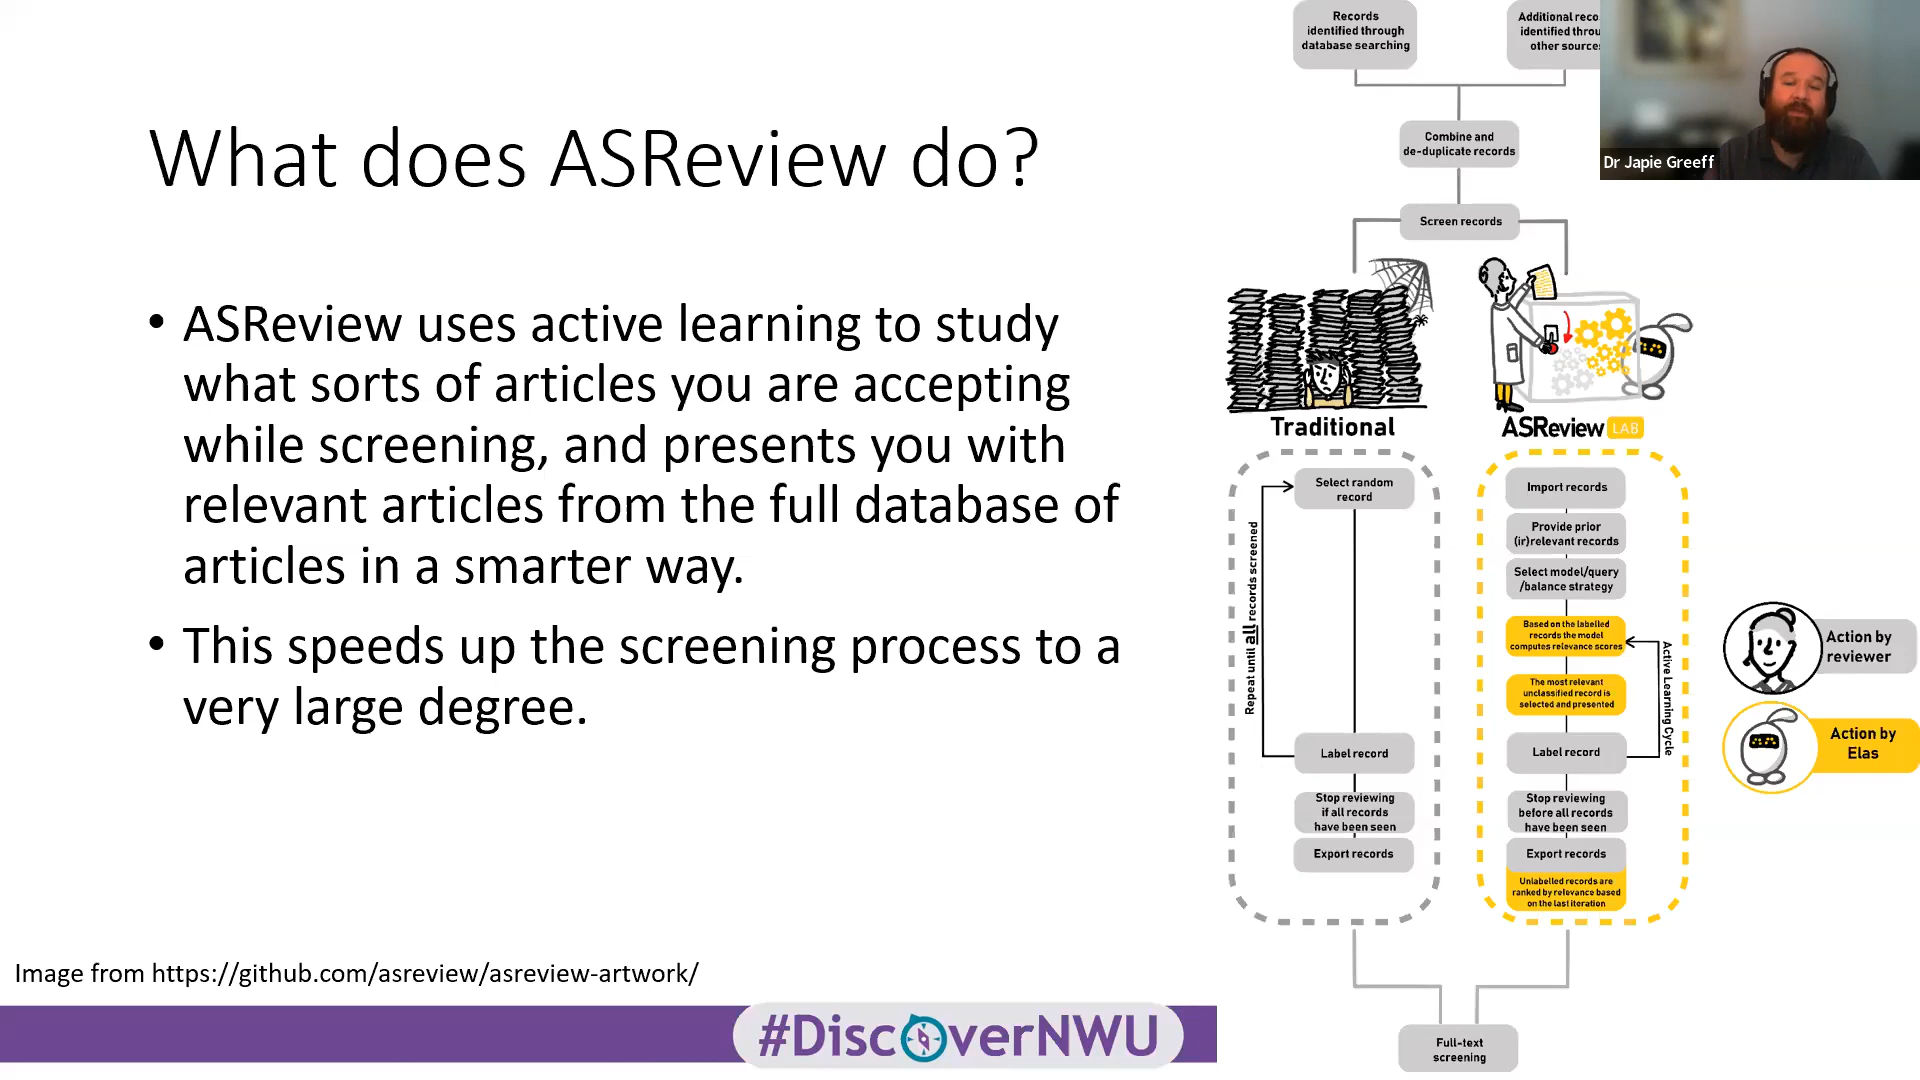 What does ASReview do?
• ASReview uses active learning to study
what sorts of articles you are accepting
while screening, and presents you with
relevant articles from the full database of
articles in a smarter way.
• This speeds up the screening process to a
very large degree.
Image from https://github.com/asreview/asreview-artwork/
#DiscoverNWU
Records
identified through
database searching
Additional reco
identified throu
other source
Dr Japie Greeff
Combine and
de-duplicate records
Screen records
Traditional
ASReview LAB
Select random
record
Repeat until all records screened
Label record
Stop reviewing
if all records
have been seen
Export records
Import records
Provide prior
(ir)relevant records
Select model/query
/balance strategy
Based on the labelled
records the model
computes relevance scores
The most relevant
unclassified record is
selected and presented
Active Learning Cycle
Label record
Stop reviewing
before all records
have been seen
Export records
Unlabelled records are
ranked by relevance based
on the last iteration
Action by
reviewer
Action by
Elas
Full-text
screening